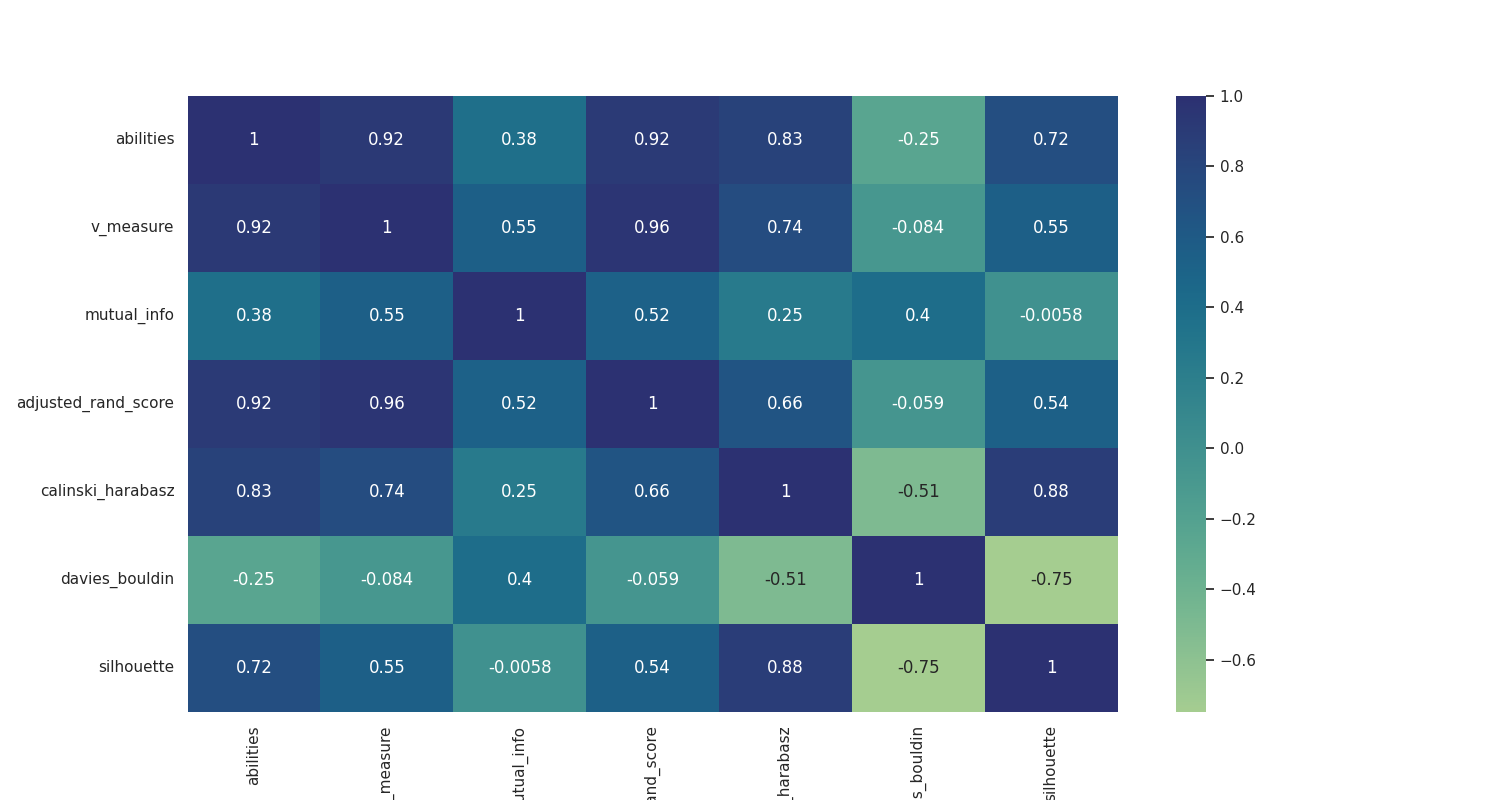 abilities 1 0.92 0.38 0.92 0.83 -0.25 0.72
v_measure 0.92 1 0.55 0.96 0.74 -0.084 0.55
mutual_info 0.38 0.55 1 0.52 0.25 0.4 -0.0058
adjusted_rand_score 0.92 0.96 0.52 1 0.66 -0.059 0.54
calinski_harabasz 0.83 0.74 0.25 0.66 1 -0.51 0.88
davies_bouldin -0.25 -0.084 0.4 -0.059 -0.51 1 -0.75
silhouette 0.72 0.55 -0.0058 0.54 0.88 -0.75 1
abilities
_measure
utual_info
and_score
_harabasz
s_bouldin
silhouette
1.0
0.8
0.6
0.4
0.2
0.0
−0.2
−0.4
−0.6